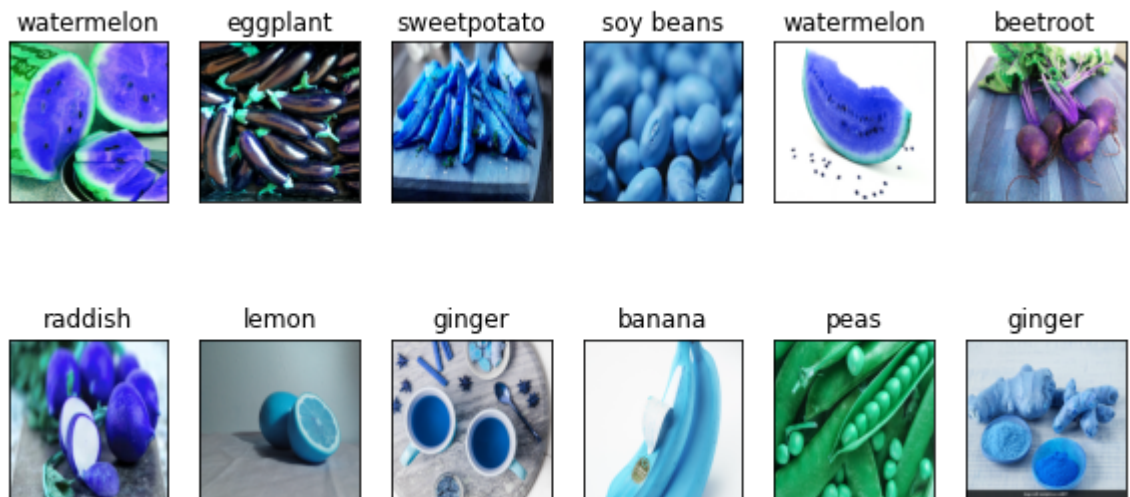 watermelon eggplant sweetpotato soy beans watermelon beetroot
raddish lemon ginger banana peas ginger